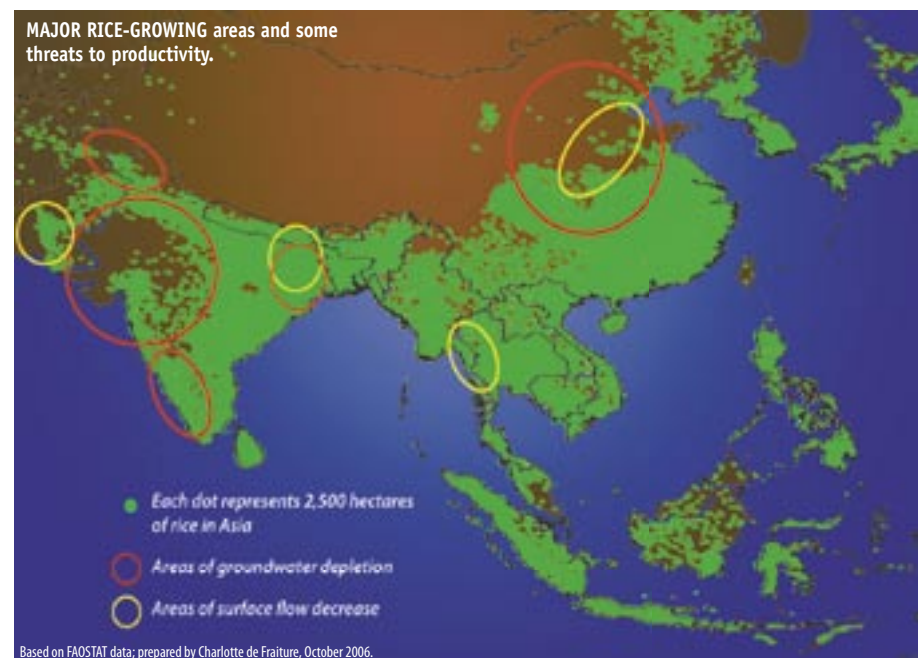 MAJOR RICE-GROWING areas and some
threats to productivity.
Each dot represents 2,500 hectares
of rice in Asia
Areas of groundwater depletion
Areas of surface flow decrease
Based on FAOSTAT data; prepared by Charlotte de Fraiture, October 2006.